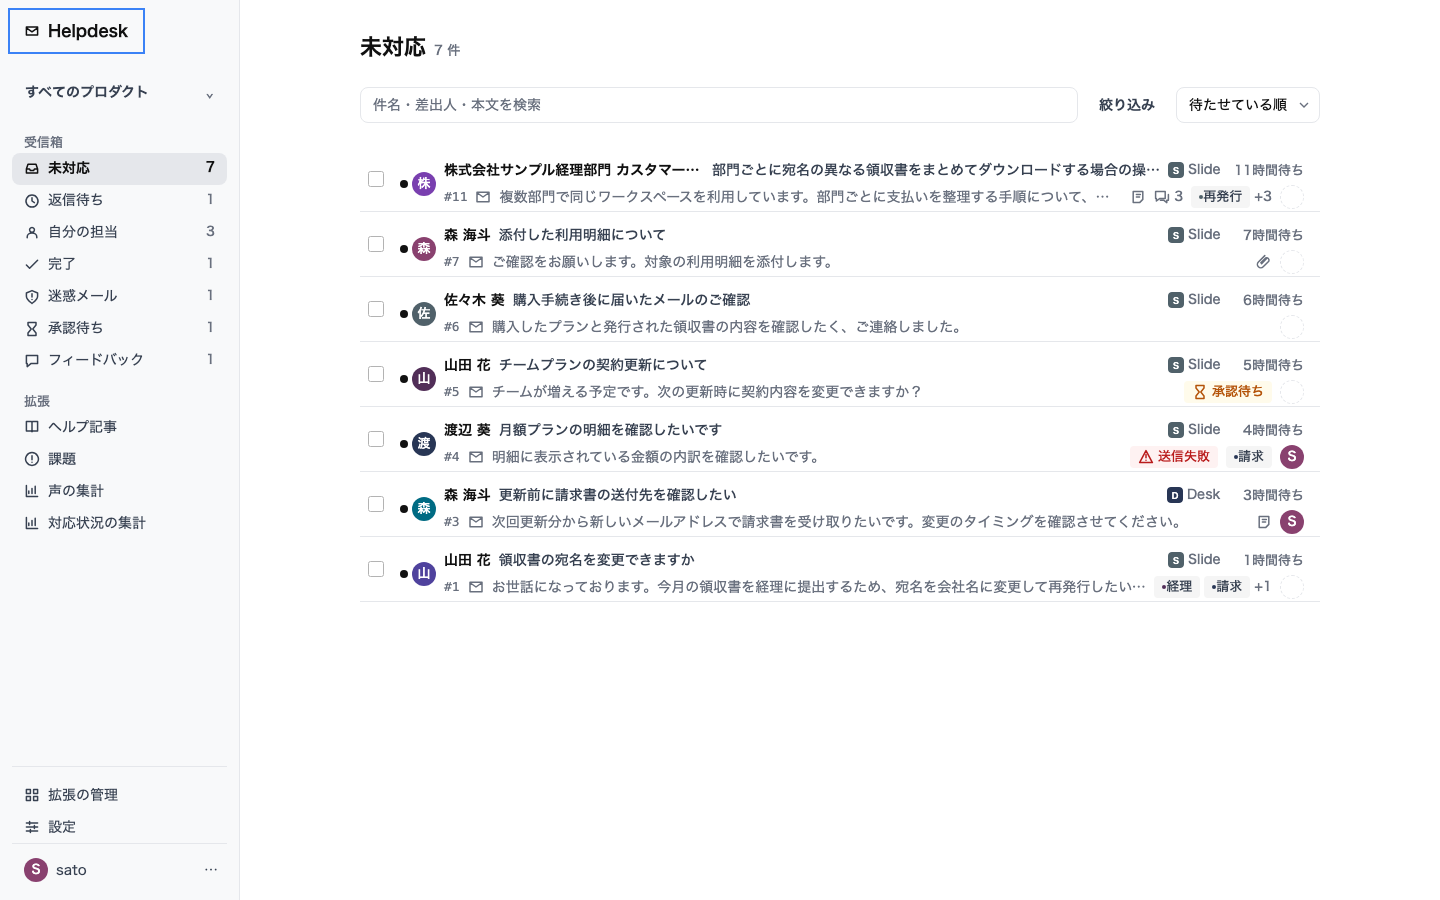 Helpdesk
すべてのプロダクト
受信箱
未対応 7
返信待ち 1
自分の担当 3
完了 1
迷惑メール 1
承認待ち 1
フィードバック 1
拡張
ヘルプ記事
課題
声の集計
対応状況の集計
拡張の管理
設定
S sato ...
未対応 7 件
件名・差出人・本文を検索 絞り込み 待たせている順
株 株式会社サンプル経理部門 カスタマー… 部門ごとに宛名の異なる領収書をまとめてダウンロードする場合の操… S Slide 11時間待ち
#11 複数部門で同じワークスペースを利用しています。部門ごとに支払いを整理する手順について、… 3 •再発行 +3
森 森 海斗 添付した利用明細について S Slide 7時間待ち
#7 ご確認をお願いします。対象の利用明細を添付します。
佐 佐々木 葵 購入手続き後に届いたメールのご確認 S Slide 6時間待ち
#6 購入したプランと発行された領収書の内容を確認したく、ご連絡しました。
山 山田 花 チームプランの契約更新について S Slide 5時間待ち
#5 チームが増える予定です。次の更新時に契約内容を変更できますか？ 承認待ち
渡 渡辺 葵 月額プランの明細を確認したいです S Slide 4時間待ち
#4 明細に表示されている金額の内訳を確認したいです。 送信失敗 •請求 S
森 森 海斗 更新前に請求書の送付先を確認したい D Desk 3時間待ち
#3 次回更新分から新しいメールアドレスで請求書を受け取りたいです。変更のタイミングを確認させてください。 S
山 山田 花 領収書の宛名を変更できますか S Slide 1時間待ち
#1 お世話になっております。今月の領収書を経理に提出するため、宛名を会社名に変更して再発行したい… •経理 •請求 +1